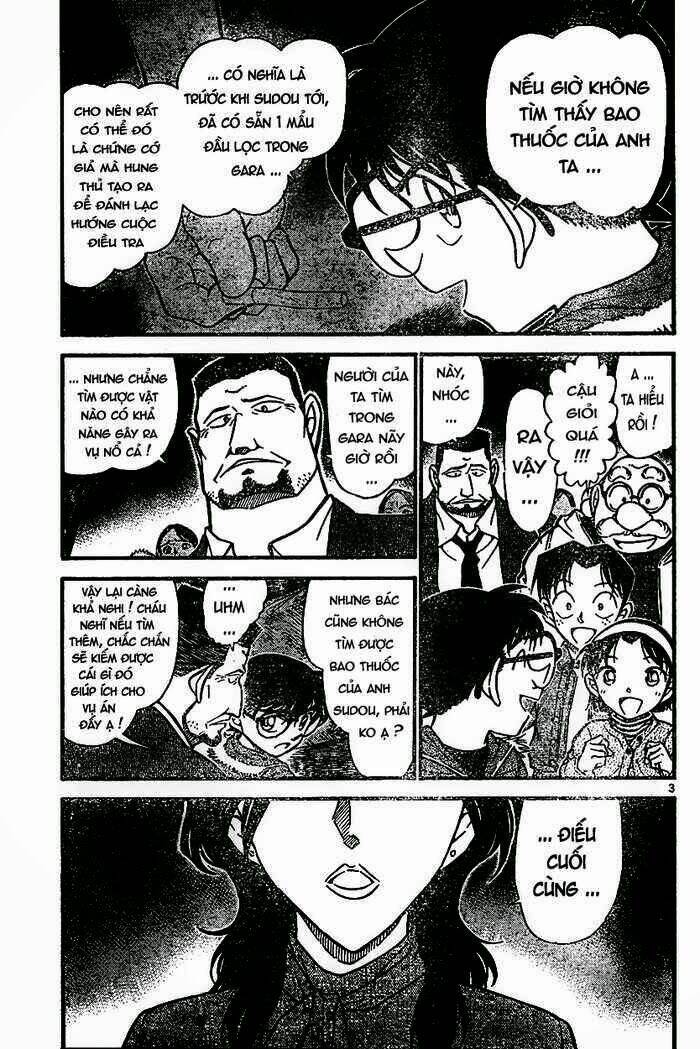 NẾU GIỜ KHÔNG
TÌM THẤY BAO
THUỐC CỦA ANH
TA ...
... CÓ NGHĨA LÀ
TRƯỚC KHI SUDOU TỚI,
ĐÃ CÓ SẴN 1 MẨU
ĐẦU LỌC TRONG
GARA ...
CHO NÊN RẤT
CÓ THỂ ĐÓ
LÀ CHỨNG CỚ
GIẢ MÀ HUNG
THỦ TẠO RA
ĐỂ ĐÁNH LẠC
HƯỚNG CUỘC
ĐIỀU TRA
A ...
TA HIỂU
RỒI !
CẬU
GIỎI
QUÁ
!!!
RA
VẬY
...
NÀY,
NHÓC
...
NGƯỜI CỦA
TA TÌM
TRONG
GARA NÃY
GIỜ RỒI
...
... NHƯNG CHẲNG
TÌM ĐƯỢC VẬT
NÀO CÓ KHẢ
NĂNG GÂY RA
VỤ NỔ CẢ !
NHƯNG BÁC
CŨNG KHÔNG
TÌM ĐƯỢC
BAO THUỐC
CỦA ANH
SUDOU, PHẢI
KO Ạ ?
...
UHM
...
VẬY LẠI CÀNG
KHẢ NGHI ! CHÁU
NGHĨ NẾU TÌM
THÊM, CHẮC CHẮN
SẼ KIẾM ĐƯỢC
CÁI GÌ ĐÓ
GIÚP ÍCH CHO
VỤ ÁN
ĐẤY Ạ !
3
... ĐIẾU
CUỐI
CÙNG ...